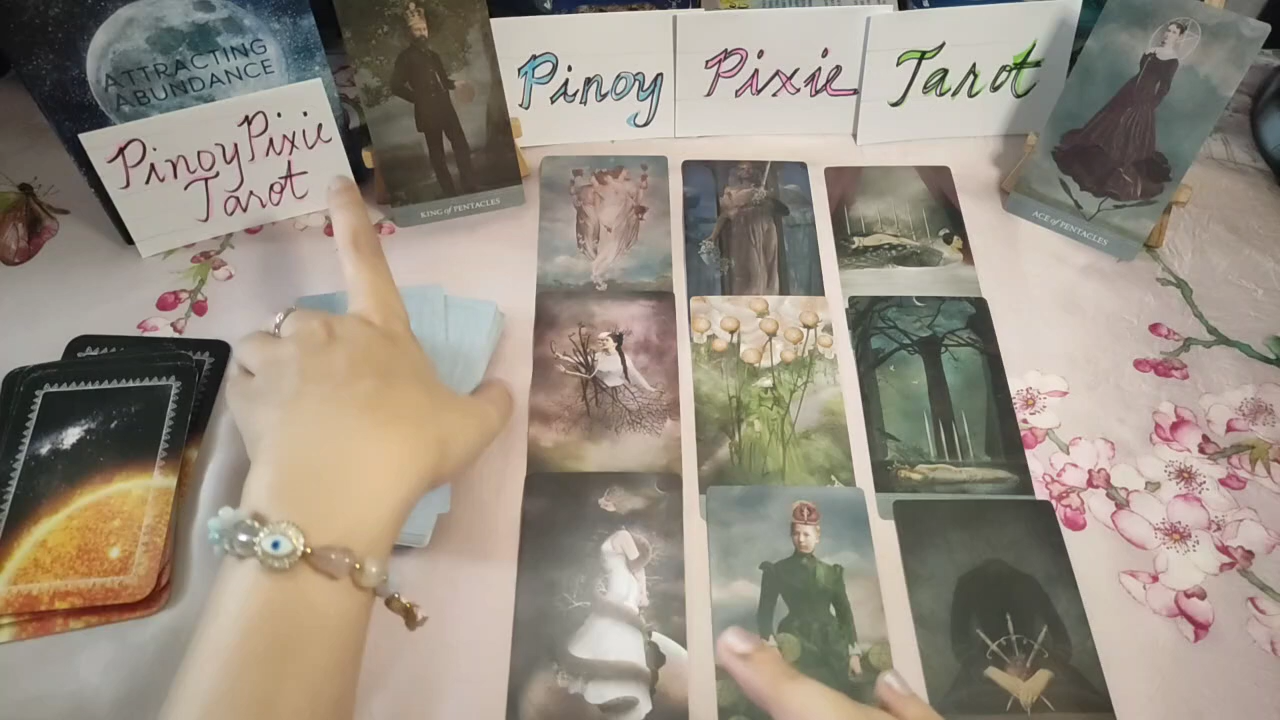 ATTRACTING
ABUNDANCE
Pinoy Pixie
Tarot
KING of PENTACLES
Pinoy Pixie Tarot
ACE of PENTACLES